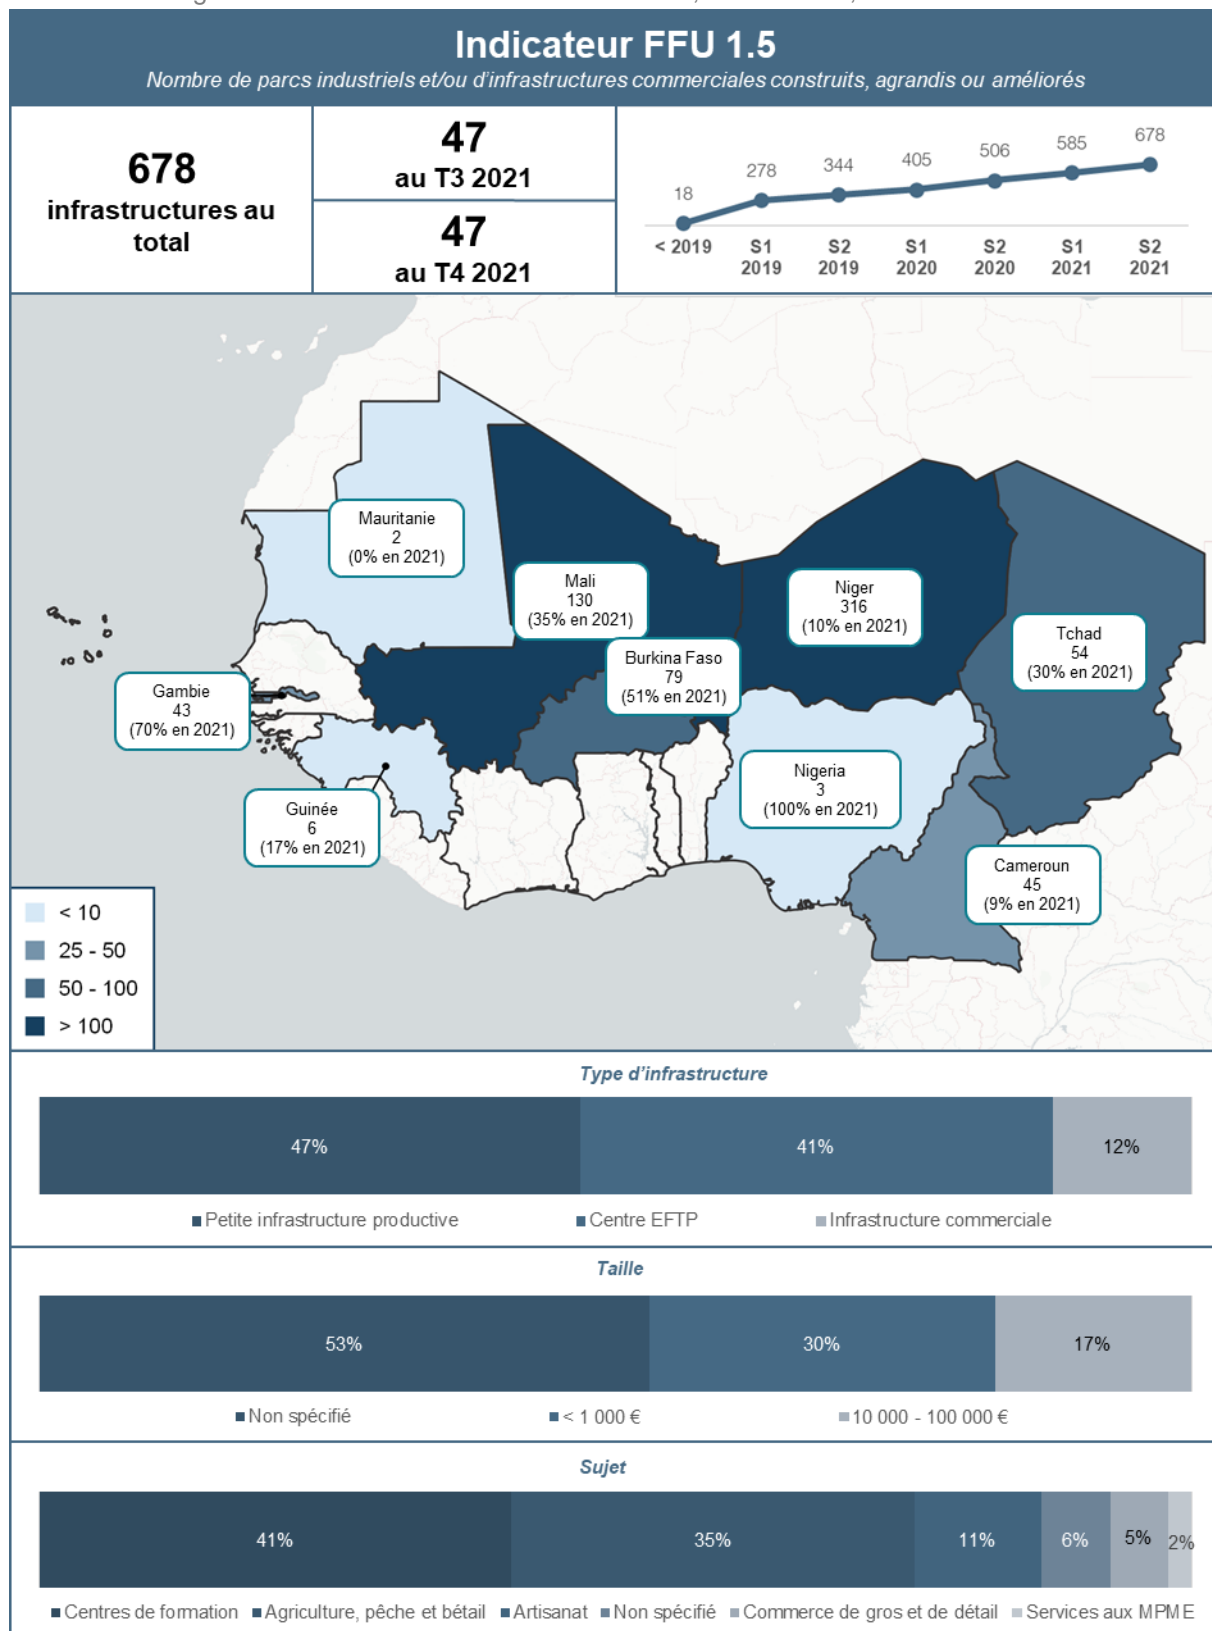 Indicateur FFU 1.5
Nombre de parcs industriels et/ou d'infrastructures commerciales construits, agrandis ou améliorés
678
infrastructures au
total
47
au T3 2021
47
au T4 2021
18
278
344
405
506
585
678
< 2019
S1
2019
S2
2019
S1
2020
S2
2020
S1
2021
S2
2021
Mauritanie
2
(0% en 2021)
Mali
130
(35% en 2021)
Niger
316
(10% en 2021)
Tchad
54
(30% en 2021)
Burkina Faso
79
(51% en 2021)
Gambie
43
(70% en 2021)
Nigeria
3
(100% en 2021)
Guinée
6
(17% en 2021)
Cameroun
45
(9% en 2021)
< 10
25 - 50
50 - 100
> 100
Type d'infrastructure
47%
41%
12%
Petite infrastructure productive
Centre EFTP
Infrastructure commerciale
Taille
53%
30%
17%
Non spécifié
< 1 000 €
10 000 - 100 000 €
Sujet
41%
35%
11%
6%
5%
2%
Centres de formation
Agriculture, pêche et bétail
Artisanat
Non spécifié
Commerce de gros et de détail
Services aux MPME